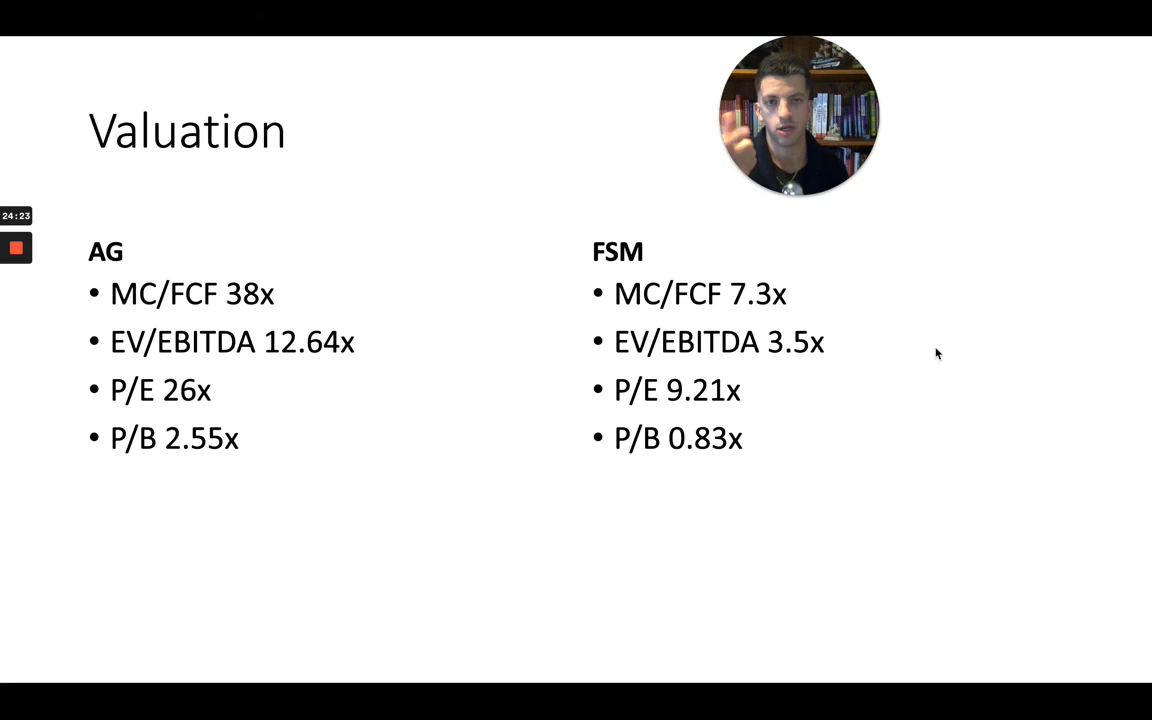 Valuation
24:23
AG
• MC/FCF 38x
• EV/EBITDA 12.64x
• P/E 26x
• P/B 2.55x
FSM
• MC/FCF 7.3x
• EV/EBITDA 3.5x
• P/E 9.21x
• P/B 0.83x